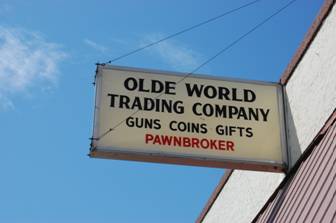 OLDE WORLD
TRADING COMPANY
GUNS COINS GIFTS
PAWNBROKER